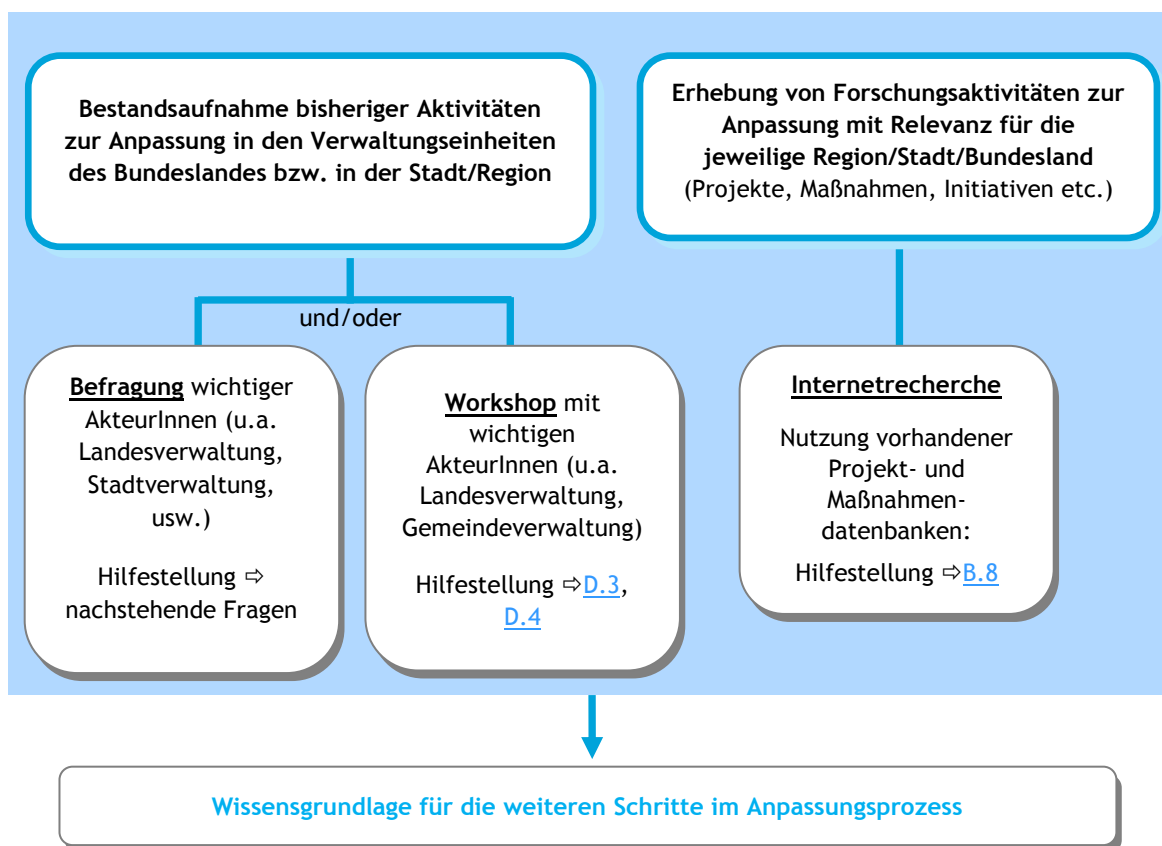 Bestandsaufnahme bisheriger Aktivitäten
zur Anpassung in den Verwaltungseinheiten
des Bundeslandes bzw. in der Stadt/Region
Erhebung von Forschungsaktivitäten zur
Anpassung mit Relevanz für die
jeweilige Region/Stadt/Bundesland
(Projekte, Maßnahmen, Initiativen etc.)
und/oder
Befragung wichtiger
AkteurInnen (u.a.
Landesverwaltung,
Stadtverwaltung,
usw.)
Hilfestellung ⇨
nachstehende Fragen
Workshop mit
wichtigen
AkteurInnen (u.a.
Landesverwaltung,
Gemeindeverwaltung)
Hilfestellung ⇨D.3,
D.4
Internetrecherche
Nutzung vorhandener
Projekt- und
Maßnahmen-
datenbanken:
Hilfestellung ⇨B.8
Wissensgrundlage für die weiteren Schritte im Anpassungsprozess